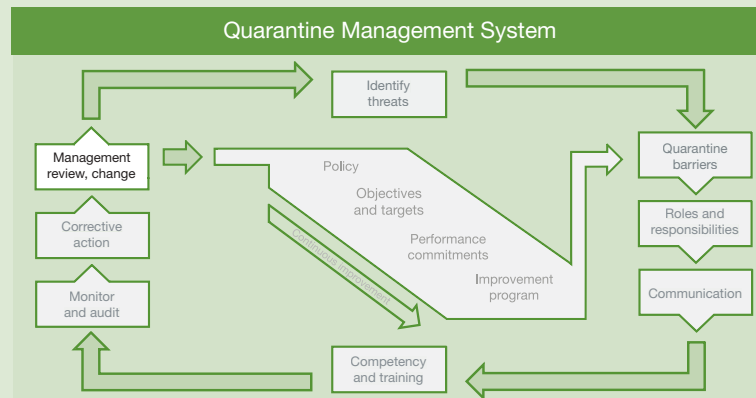 Quarantine Management System
Identify
threats
Management
review, change
Quarantine
barriers
Policy
Objectives
and targets
Corrective
action
Roles and
responsibilities
Performance
commitments
Continuous improvement
Improvement
program
Monitor
and audit
Communication
Competency
and training